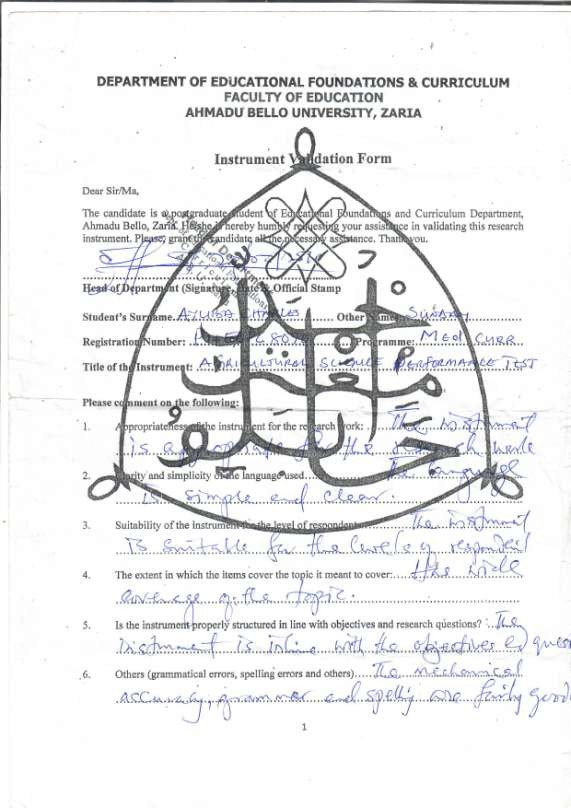 DEPARTMENT OF EDUCATIONAL FOUNDATIONS & CURRICULUM
FACULTY OF EDUCATION
AHMADU BELLO UNIVERSITY, ZARIA
Instrument Validation Form
Dear Sir/Ma,
The candidate is a postgraduate student of Educational Foundations and Curriculum Department,
Ahmadu Bello, Zaria. He/she is hereby humbly requesting your assistance in validating this research
instrument. Please, grant the candidate all the necessary assistance. Thank you.
Head of Department (Signature, Date & Official Stamp
Student's Surname. Other Names:
Registration Number: Programme: M.ed CURR
Title of the Instrument: AGRICULTURAL SCIENCE PERFORMANCE TEST
Please comment on the following:
1. Appropriateness of the instrument for the research work: The instrument
is appropriate for the research work
2. Clarity and simplicity of the language used The language
is simple and clear.
3. Suitability of the instrument for the level of respondents The instrument
is suitable for the levels of respondent
4. The extent in which the items cover the topic it meant to cover: the wide
coverage of the topic.
5. Is the instrument properly structured in line with objectives and research questions? The
instrument is inline with the objectives
6. Others (grammatical errors, spelling errors and others) The mechanical
accuracy, grammar and spelling are fairly good
1